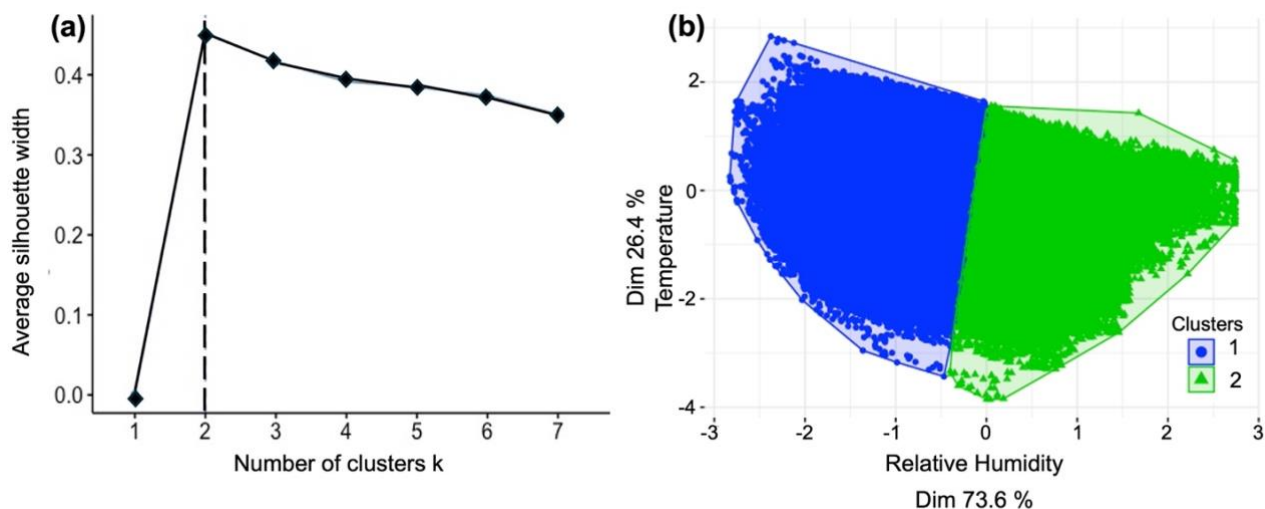 (a)
Average silhouette width
0.4
0.3
0.2
0.1
0.0
1 2 3 4 5 6 7
Number of clusters k
(b)
Dim 26.4 %
Temperature
2
0
-2
-4
-3 -2 -1 0 1 2 3
Relative Humidity
Dim 73.6 %
Clusters
1
2